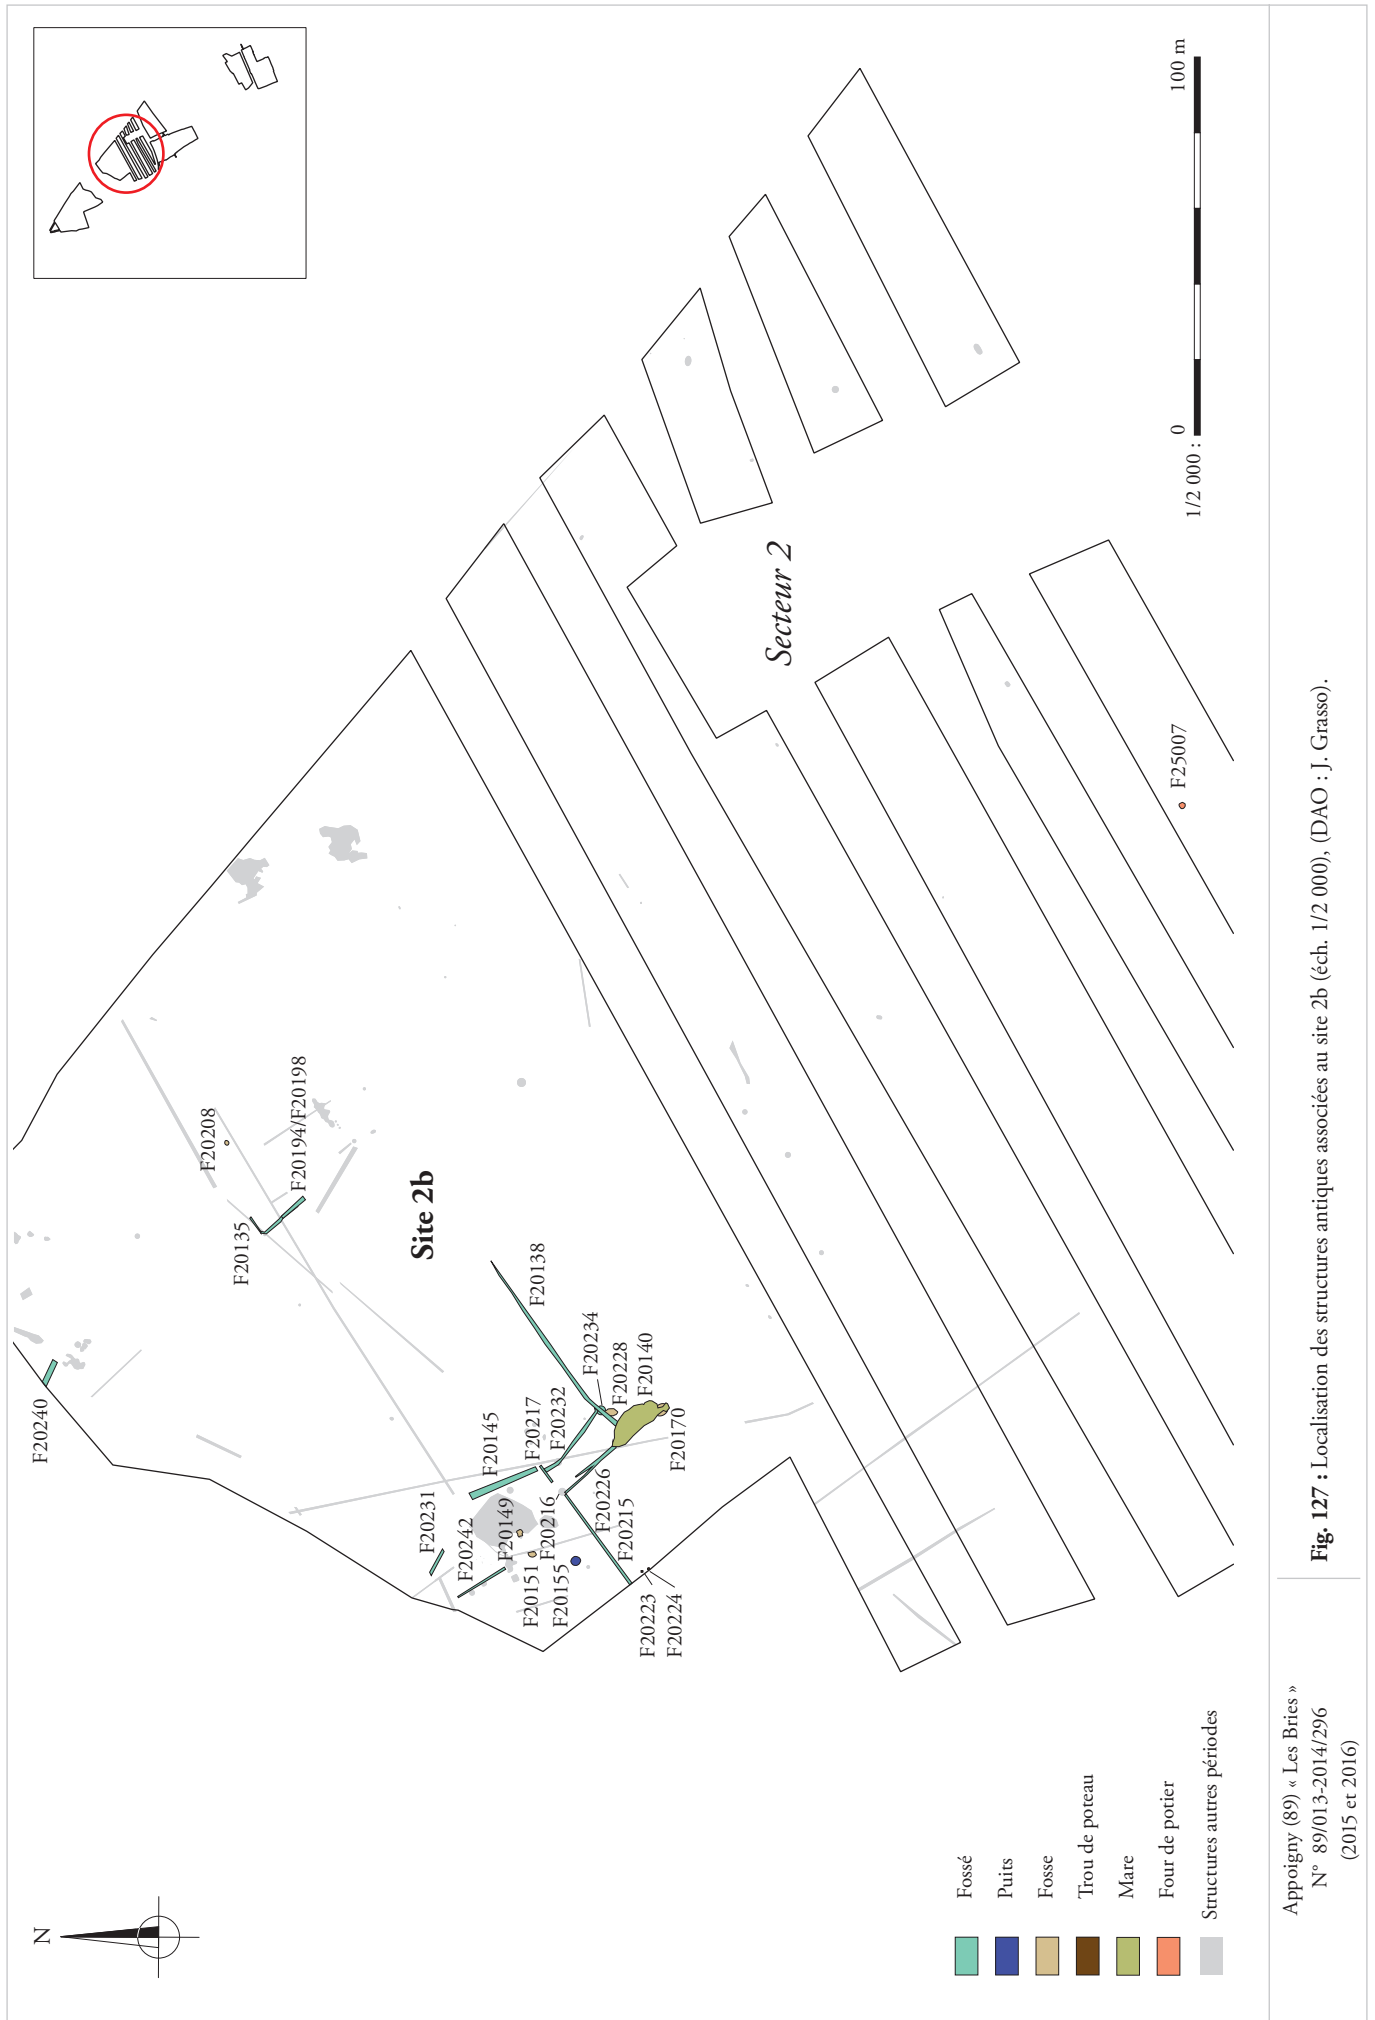 N
F20240
F20208
F20135
F20194/F20198
Site 2b
F20138
F20231
F20242
F20145
F20149
F20217
F20232
F20234
F20228
F20140
F20151
F20155
F20216
F20226
F20215
F20170
F20223
F20224
Secteur 2
F25007
0
100 m
1/2 000 :
Fossé
Puits
Fosse
Trou de poteau
Mare
Four de potier
Structures autres périodes
Appoigny (89) « Les Bries »
N° 89/013-2014/296
(2015 et 2016)
Fig. 127 : Localisation des structures antiques associées au site 2b (éch. 1/2 000), (DAO : J. Grasso).